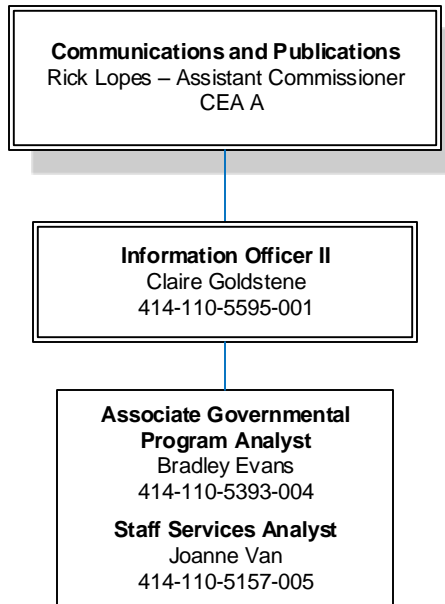 Communications and Publications
Rick Lopes – Assistant Commissioner
CEA A
Information Officer II
Claire Goldstene
414-110-5595-001
Associate Governmental
Program Analyst
Bradley Evans
414-110-5393-004
Staff Services Analyst
Joanne Van
414-110-5157-005